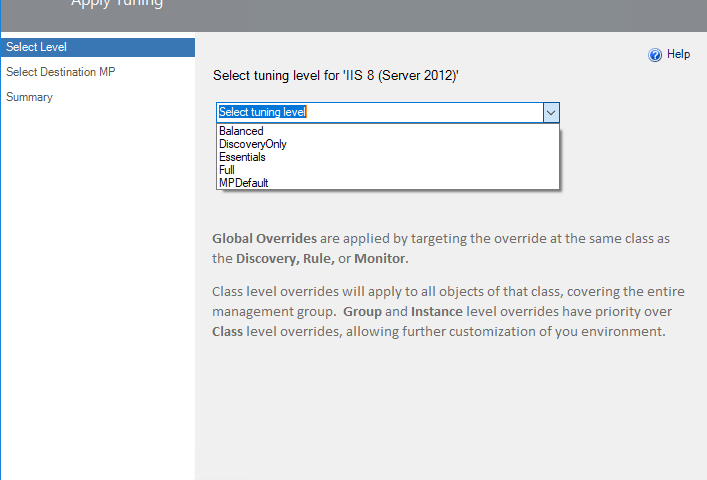 Apply Tuning
Select Level
Select Destination MP
Summary
Help
Select tuning level for 'IIS 8 (Server 2012)'
Select tuning level
Balanced
DiscoveryOnly
Essentials
Full
MPDefault
Global Overrides are applied by targeting the override at the same class as
the Discovery, Rule, or Monitor.
Class level overrides will apply to all objects of that class, covering the entire
management group.  Group and Instance level overrides have priority over
Class level overrides, allowing further customization of you environment.